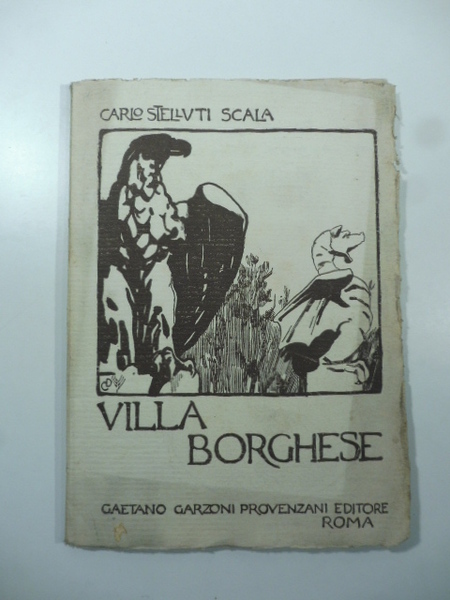 CARLO STELLUTI SCALA
VILLA
BORGHESE
GAETANO GARZONI PROVENZANI EDITORE
ROMA